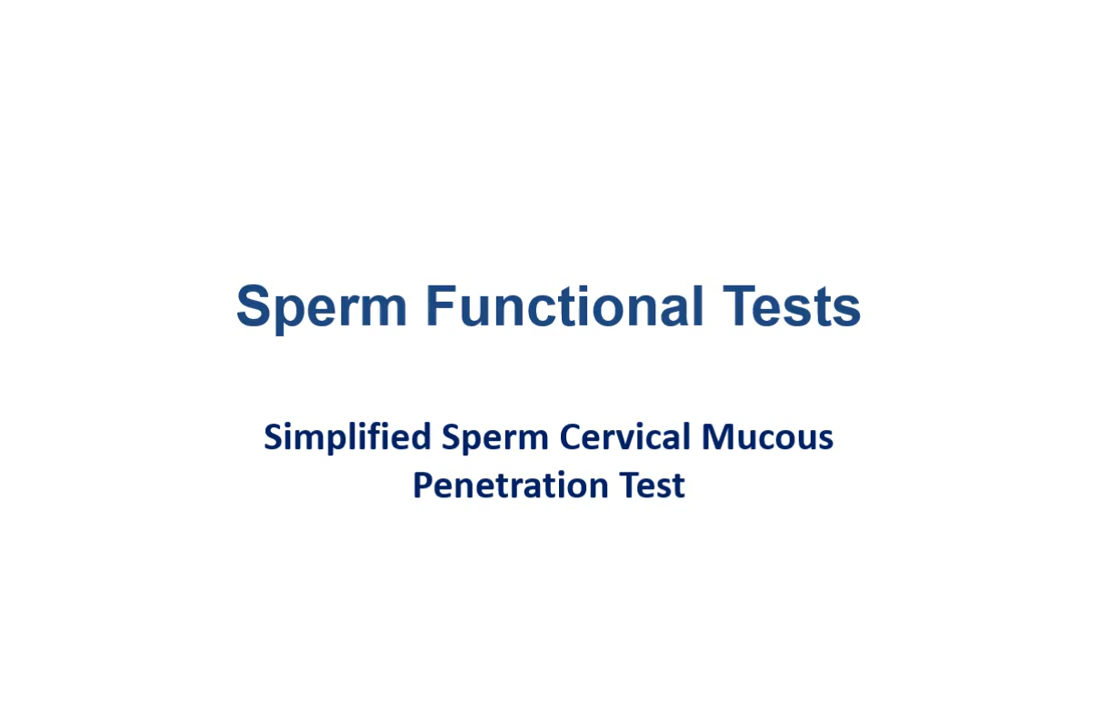 Sperm Functional Tests
Simplified Sperm Cervical Mucous
Penetration Test